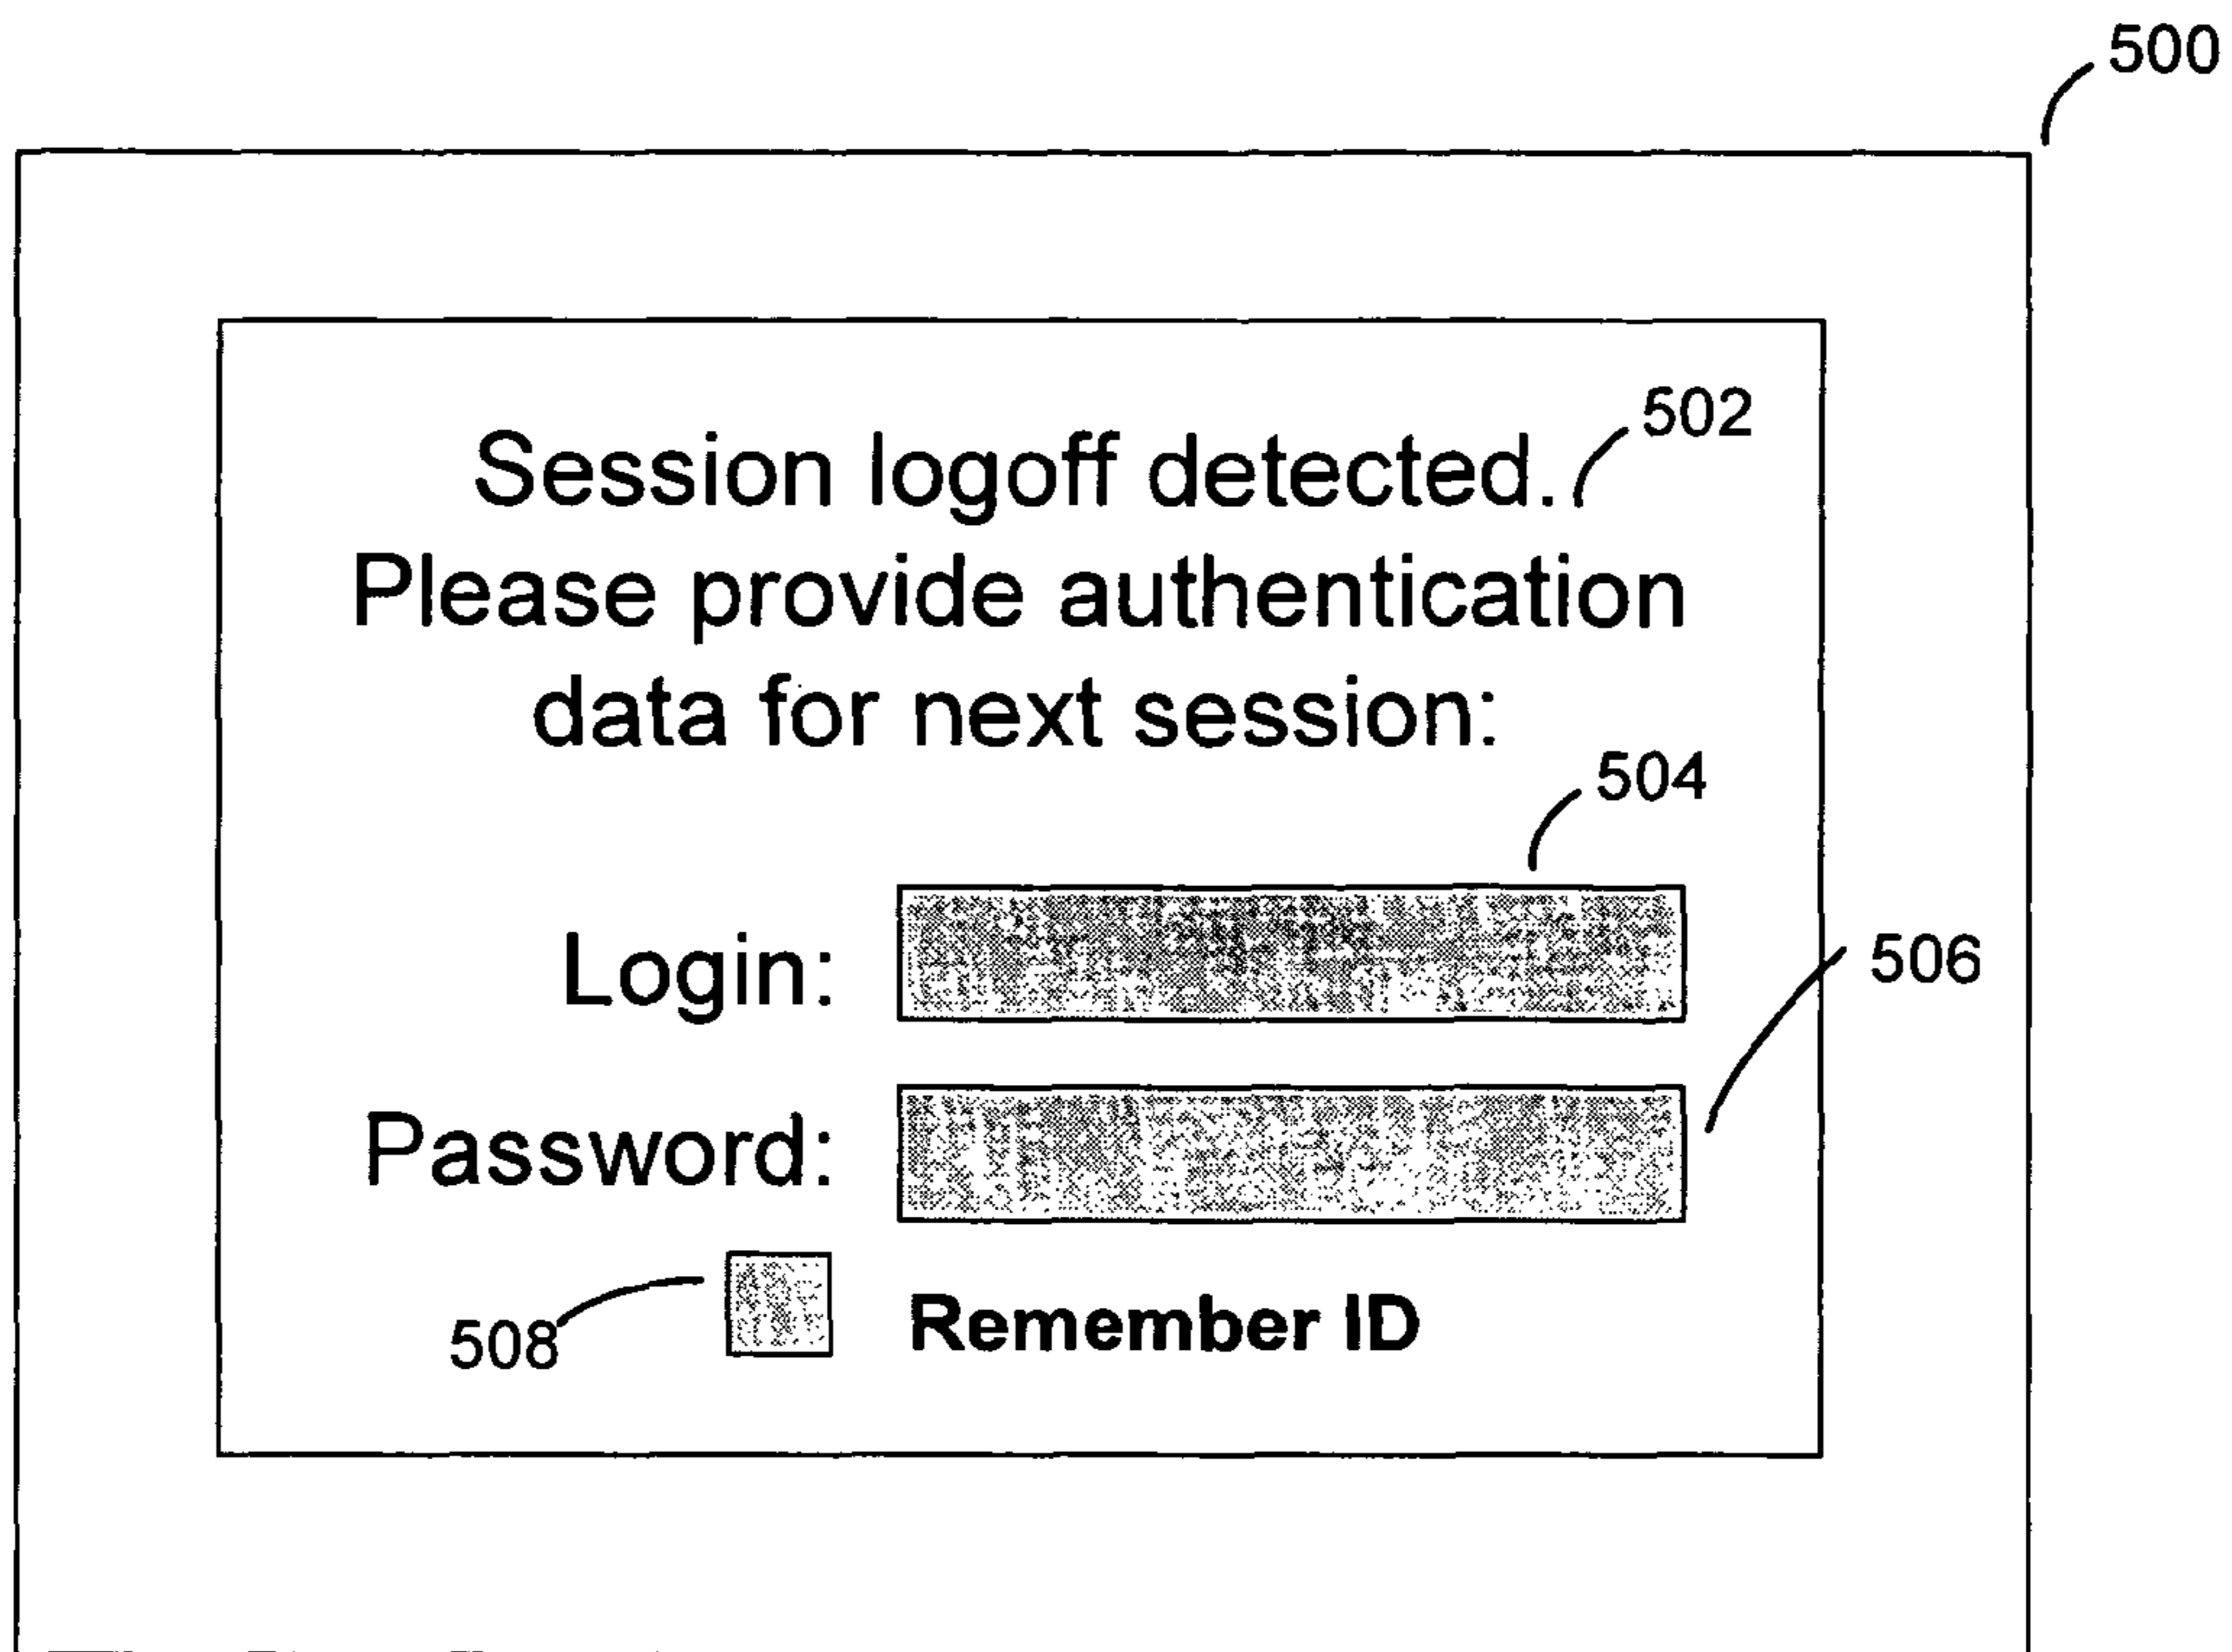 500
502
Session logoff detected.
Please provide authentication
data for next session:
504
Login:
506
Password:
508
Remember ID